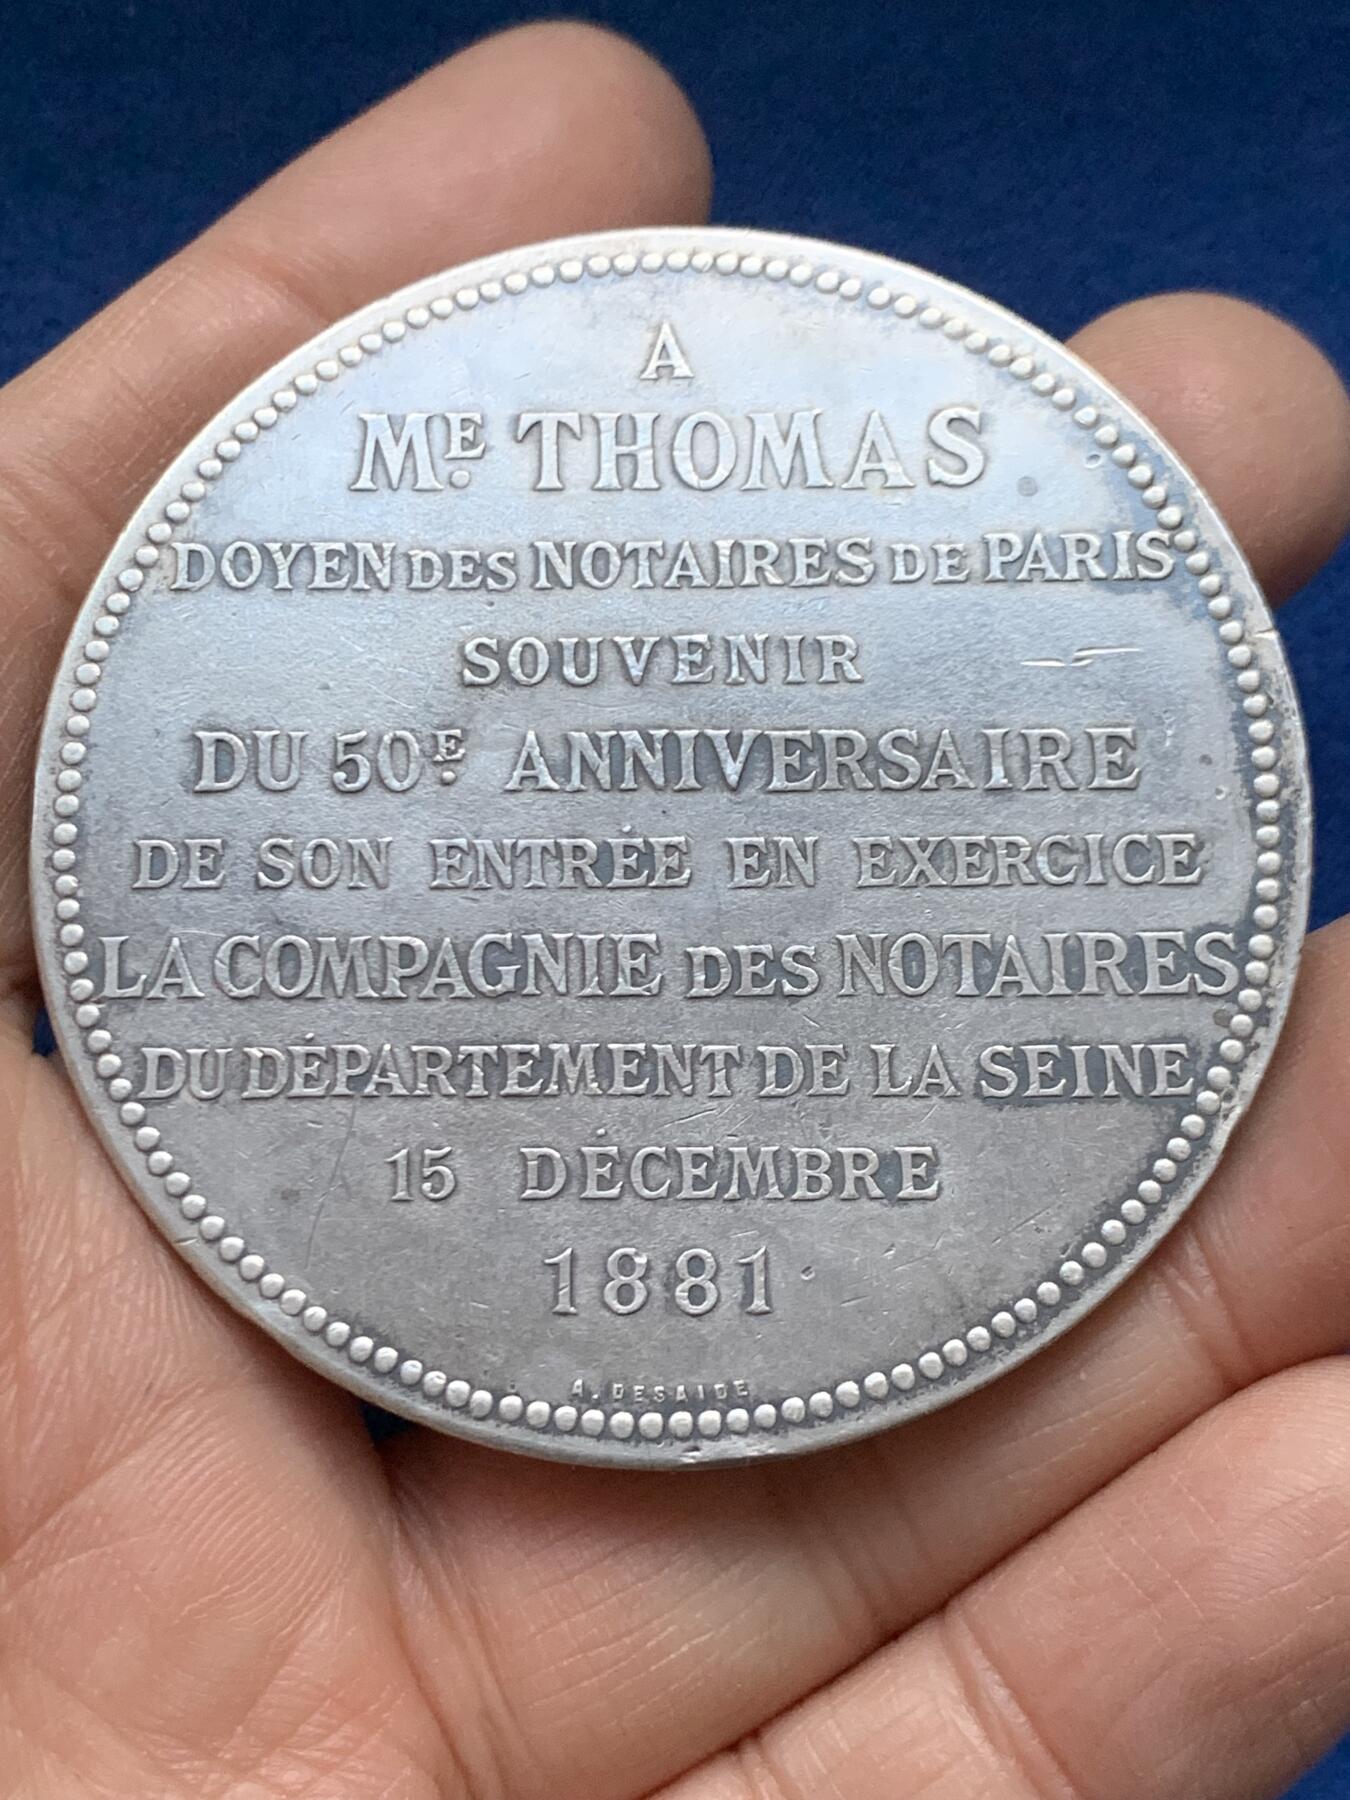 A
ME. THOMAS
DOYEN DES NOTAIRES DE PARIS
SOUVENIR
DU 50E. ANNIVERSAIRE
DE SON ENTRÉE EN EXERCICE
LA COMPAGNIE DES NOTAIRES
DU DÉPARTEMENT DE LA SEINE
15 DÉCEMBRE
1881
A. DESAIDE